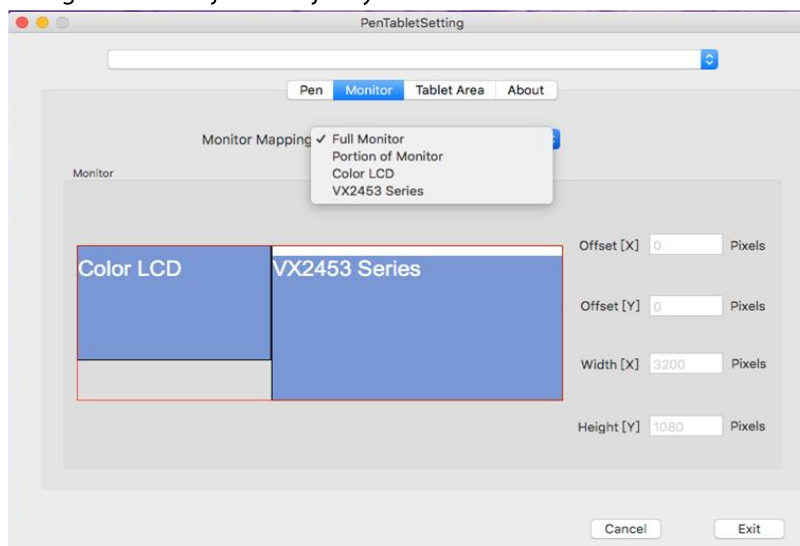 PenTabletSetting
Pen Monitor Tablet Area About
Monitor Mapping ✓ Full Monitor
Portion of Monitor
Color LCD
VX2453 Series
Monitor
Color LCD VX2453 Series
Offset [X] 0 Pixels
Offset [Y] 0 Pixels
Width [X] 3200 Pixels
Height [Y] 1080 Pixels
Cancel Exit